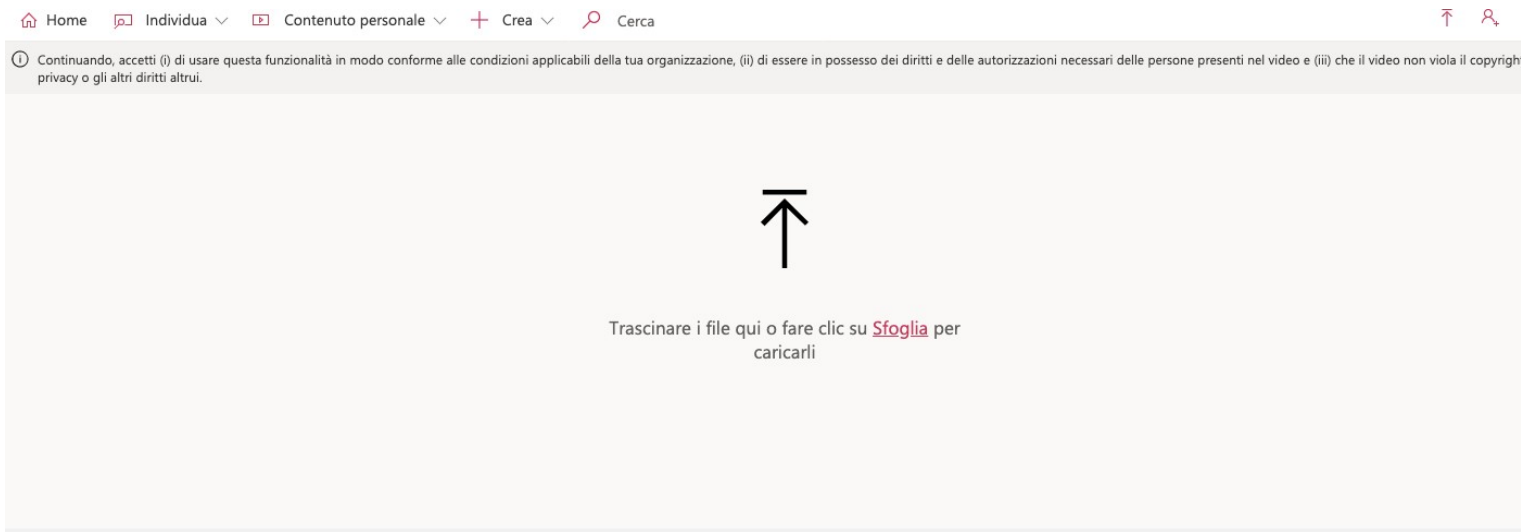 Home Individua Contenuto personale Crea Cerca
Continuando, accetti (i) di usare questa funzionalità in modo conforme alle condizioni applicabili della tua organizzazione, (ii) di essere in possesso dei diritti e delle autorizzazioni necessari delle persone presenti nel video e (iii) che il video non viola il copyright
privacy o gli altri diritti altrui.
Trascinare i file qui o fare clic su Sfoglia per
caricarli